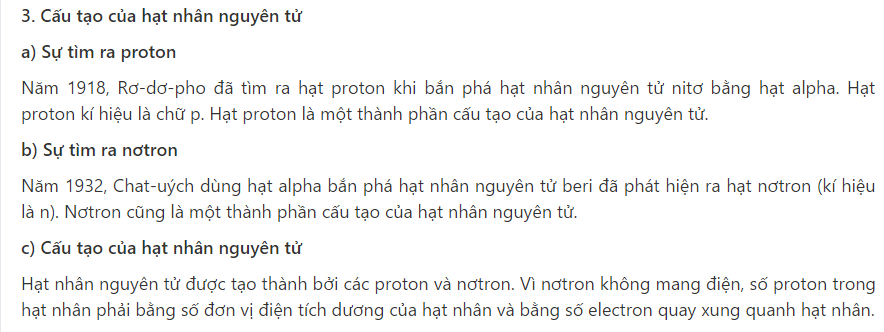 3. Cấu tạo của hạt nhân nguyên tử
a) Sự tìm ra proton
Năm 1918, Rơ-dơ-pho đã tìm ra hạt proton khi bắn phá hạt nhân nguyên tử nitơ bằng hạt alpha. Hạt
proton kí hiệu là chữ p. Hạt proton là một thành phần cấu tạo của hạt nhân nguyên tử.
b) Sự tìm ra nơtron
Năm 1932, Chat-uých dùng hạt alpha bắn phá hạt nhân nguyên tử beri đã phát hiện ra hạt nơtron (kí hiệu
là n). Nơtron cũng là một thành phần cấu tạo của hạt nhân nguyên tử.
c) Cấu tạo của hạt nhân nguyên tử
Hạt nhân nguyên tử được tạo thành bởi các proton và nơtron. Vì nơtron không mang điện, số proton trong
hạt nhân phải bằng số đơn vị điện tích dương của hạt nhân và bằng số electron quay xung quanh hạt nhân.